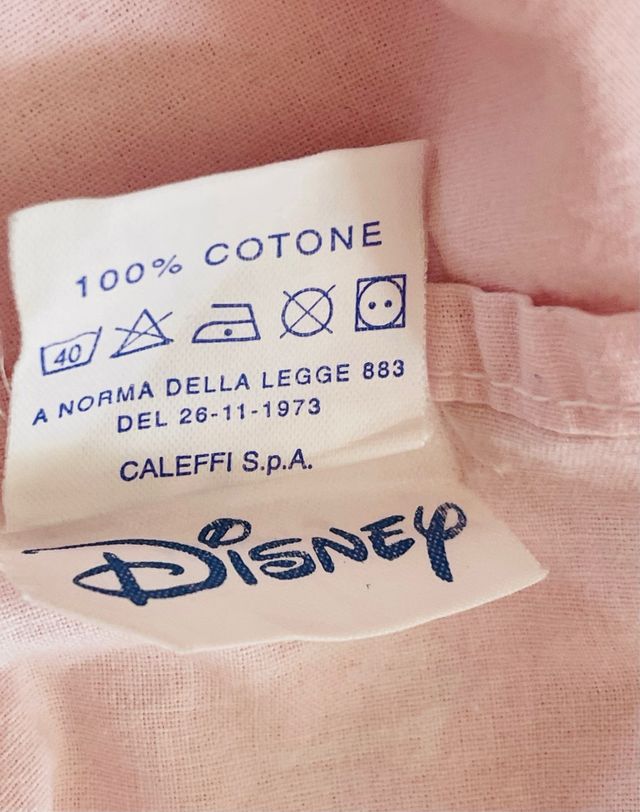 100% COTONE
40
A NORMA DELLA LEGGE 883
DEL 26-11-1973
CALEFFI S.p.A.
DISNEY